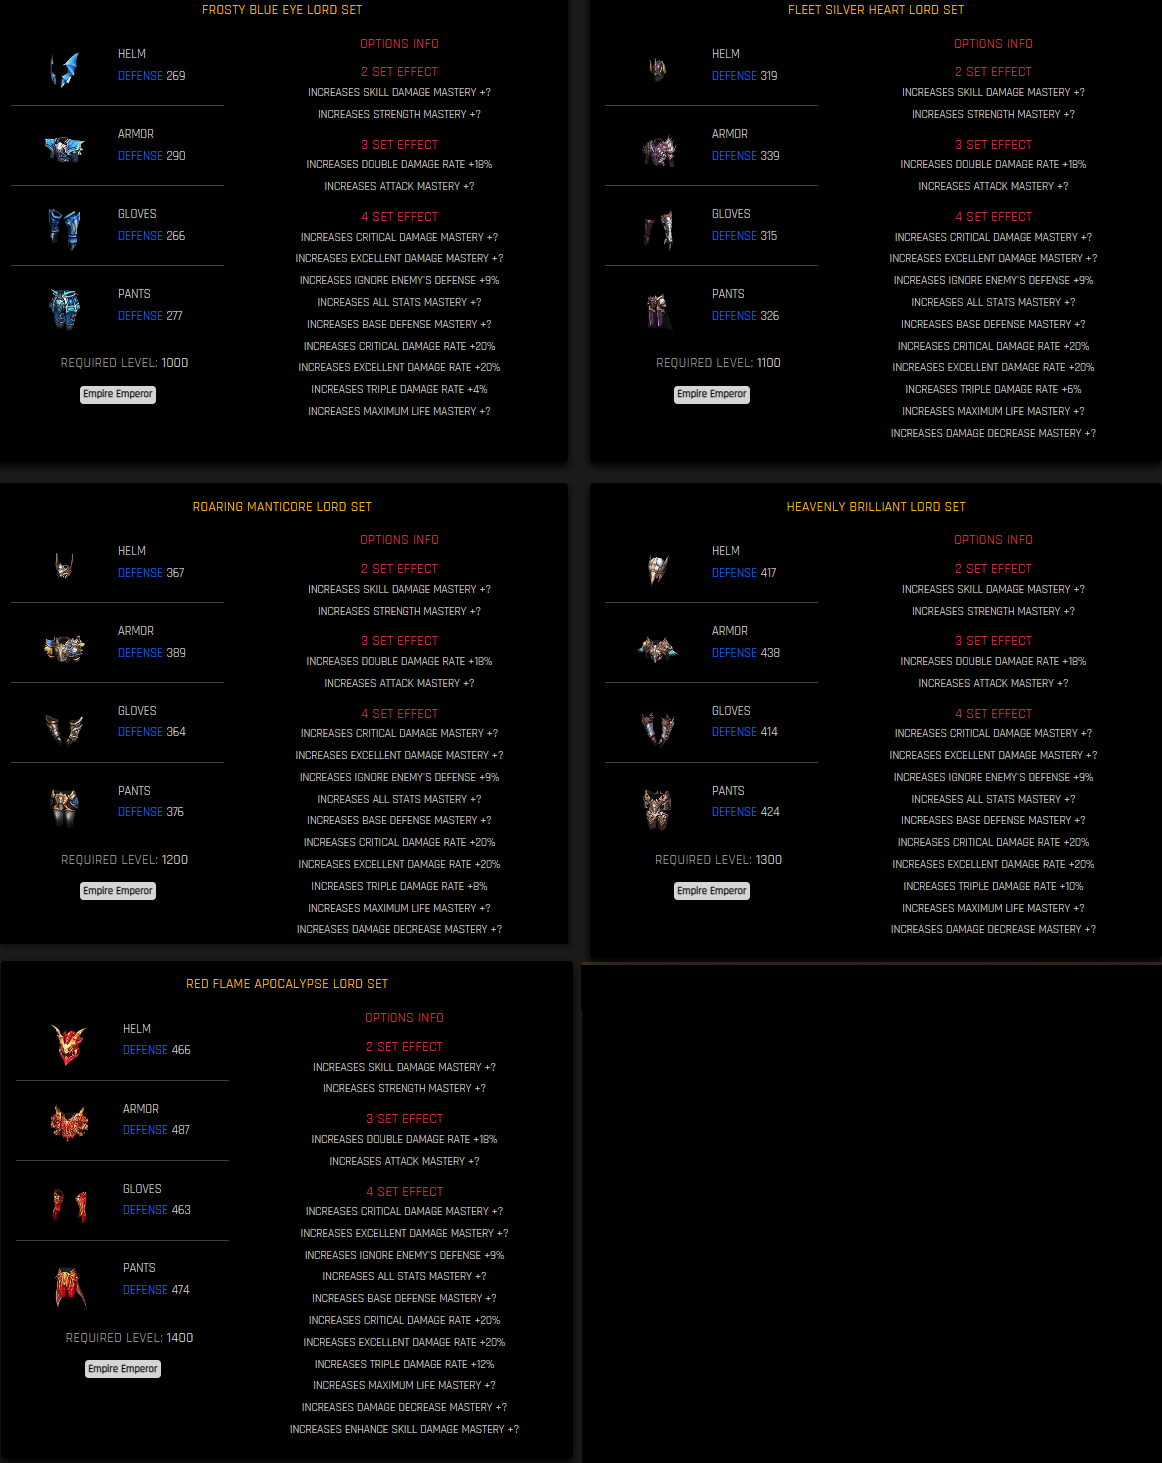 FROSTY BLUE EYE LORD SET
HELM
DEFENSE 269
ARMOR
DEFENSE 290
GLOVES
DEFENSE 266
PANTS
DEFENSE 277
REQUIRED LEVEL: 1000
Empire Emperor
OPTIONS INFO
2 SET EFFECT
INCREASES SKILL DAMAGE MASTERY +?
INCREASES STRENGTH MASTERY +?
3 SET EFFECT
INCREASES DOUBLE DAMAGE RATE +18%
INCREASES ATTACK MASTERY +?
4 SET EFFECT
INCREASES CRITICAL DAMAGE MASTERY +?
INCREASES EXCELLENT DAMAGE MASTERY +?
INCREASES IGNORE ENEMY'S DEFENSE +9%
INCREASES ALL STATS MASTERY +?
INCREASES BASE DEFENSE MASTERY +?
INCREASES CRITICAL DAMAGE RATE +20%
INCREASES EXCELLENT DAMAGE RATE +20%
INCREASES TRIPLE DAMAGE RATE +4%
INCREASES MAXIMUM LIFE MASTERY +?
FLEET SILVER HEART LORD SET
HELM
DEFENSE 319
ARMOR
DEFENSE 339
GLOVES
DEFENSE 315
PANTS
DEFENSE 326
REQUIRED LEVEL: 1100
Empire Emperor
OPTIONS INFO
2 SET EFFECT
INCREASES SKILL DAMAGE MASTERY +?
INCREASES STRENGTH MASTERY +?
3 SET EFFECT
INCREASES DOUBLE DAMAGE RATE +18%
INCREASES ATTACK MASTERY +?
4 SET EFFECT
INCREASES CRITICAL DAMAGE MASTERY +?
INCREASES EXCELLENT DAMAGE MASTERY +?
INCREASES IGNORE ENEMY'S DEFENSE +9%
INCREASES ALL STATS MASTERY +?
INCREASES BASE DEFENSE MASTERY +?
INCREASES CRITICAL DAMAGE RATE +20%
INCREASES EXCELLENT DAMAGE RATE +20%
INCREASES TRIPLE DAMAGE RATE +6%
INCREASES MAXIMUM LIFE MASTERY +?
INCREASES DAMAGE DECREASE MASTERY +?
ROARING MANTICORE LORD SET
HELM
DEFENSE 367
ARMOR
DEFENSE 389
GLOVES
DEFENSE 364
PANTS
DEFENSE 376
REQUIRED LEVEL: 1200
Empire Emperor
OPTIONS INFO
2 SET EFFECT
INCREASES SKILL DAMAGE MASTERY +?
INCREASES STRENGTH MASTERY +?
3 SET EFFECT
INCREASES DOUBLE DAMAGE RATE +18%
INCREASES ATTACK MASTERY +?
4 SET EFFECT
INCREASES CRITICAL DAMAGE MASTERY +?
INCREASES EXCELLENT DAMAGE MASTERY +?
INCREASES IGNORE ENEMY'S DEFENSE +9%
INCREASES ALL STATS MASTERY +?
INCREASES BASE DEFENSE MASTERY +?
INCREASES CRITICAL DAMAGE RATE +20%
INCREASES EXCELLENT DAMAGE RATE +20%
INCREASES TRIPLE DAMAGE RATE +8%
INCREASES MAXIMUM LIFE MASTERY +?
INCREASES DAMAGE DECREASE MASTERY +?
HEAVENLY BRILLIANT LORD SET
HELM
DEFENSE 417
ARMOR
DEFENSE 438
GLOVES
DEFENSE 414
PANTS
DEFENSE 424
REQUIRED LEVEL: 1300
Empire Emperor
OPTIONS INFO
2 SET EFFECT
INCREASES SKILL DAMAGE MASTERY +?
INCREASES STRENGTH MASTERY +?
3 SET EFFECT
INCREASES DOUBLE DAMAGE RATE +18%
INCREASES ATTACK MASTERY +?
4 SET EFFECT
INCREASES CRITICAL DAMAGE MASTERY +?
INCREASES EXCELLENT DAMAGE MASTERY +?
INCREASES IGNORE ENEMY'S DEFENSE +9%
INCREASES ALL STATS MASTERY +?
INCREASES BASE DEFENSE MASTERY +?
INCREASES CRITICAL DAMAGE RATE +20%
INCREASES EXCELLENT DAMAGE RATE +20%
INCREASES TRIPLE DAMAGE RATE +10%
INCREASES MAXIMUM LIFE MASTERY +?
INCREASES DAMAGE DECREASE MASTERY +?
RED FLAME APOCALYPSE LORD SET
HELM
DEFENSE 466
ARMOR
DEFENSE 487
GLOVES
DEFENSE 463
PANTS
DEFENSE 474
REQUIRED LEVEL: 1400
Empire Emperor
OPTIONS INFO
2 SET EFFECT
INCREASES SKILL DAMAGE MASTERY +?
INCREASES STRENGTH MASTERY +?
3 SET EFFECT
INCREASES DOUBLE DAMAGE RATE +18%
INCREASES ATTACK MASTERY +?
4 SET EFFECT
INCREASES CRITICAL DAMAGE MASTERY +?
INCREASES EXCELLENT DAMAGE MASTERY +?
INCREASES IGNORE ENEMY'S DEFENSE +9%
INCREASES ALL STATS MASTERY +?
INCREASES BASE DEFENSE MASTERY +?
INCREASES CRITICAL DAMAGE RATE +20%
INCREASES EXCELLENT DAMAGE RATE +20%
INCREASES TRIPLE DAMAGE RATE +12%
INCREASES MAXIMUM LIFE MASTERY +?
INCREASES DAMAGE DECREASE MASTERY +?
INCREASES ENHANCE SKILL DAMAGE MASTERY +?